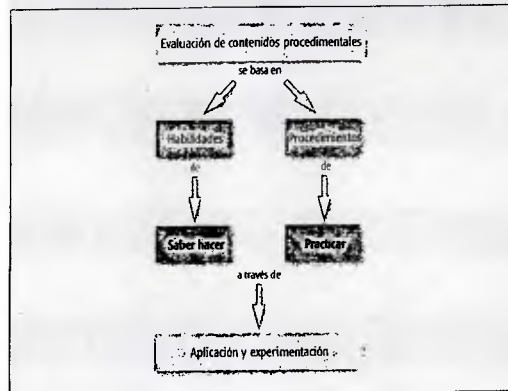 Evaluación de contenidos procedimentales
se basa en
Habilidades
Procedimientos
de
de
Saber hacer
Practicar
a través de
Aplicación y experimentación